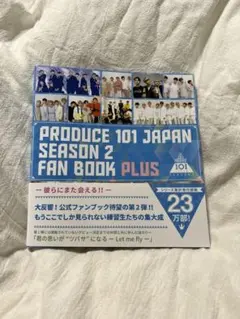 PRODUCE 101 JAPAN
SEASON 2
FAN BOOK PLUS
101
― 彼らにまた会える!! ―
大反響!公式ファンブック待望の第2弾!!
もうここでしか見られない練習生たちの集大成
「君の思いが“ツバサ”になる ー Let me fly ー」
23
万部!